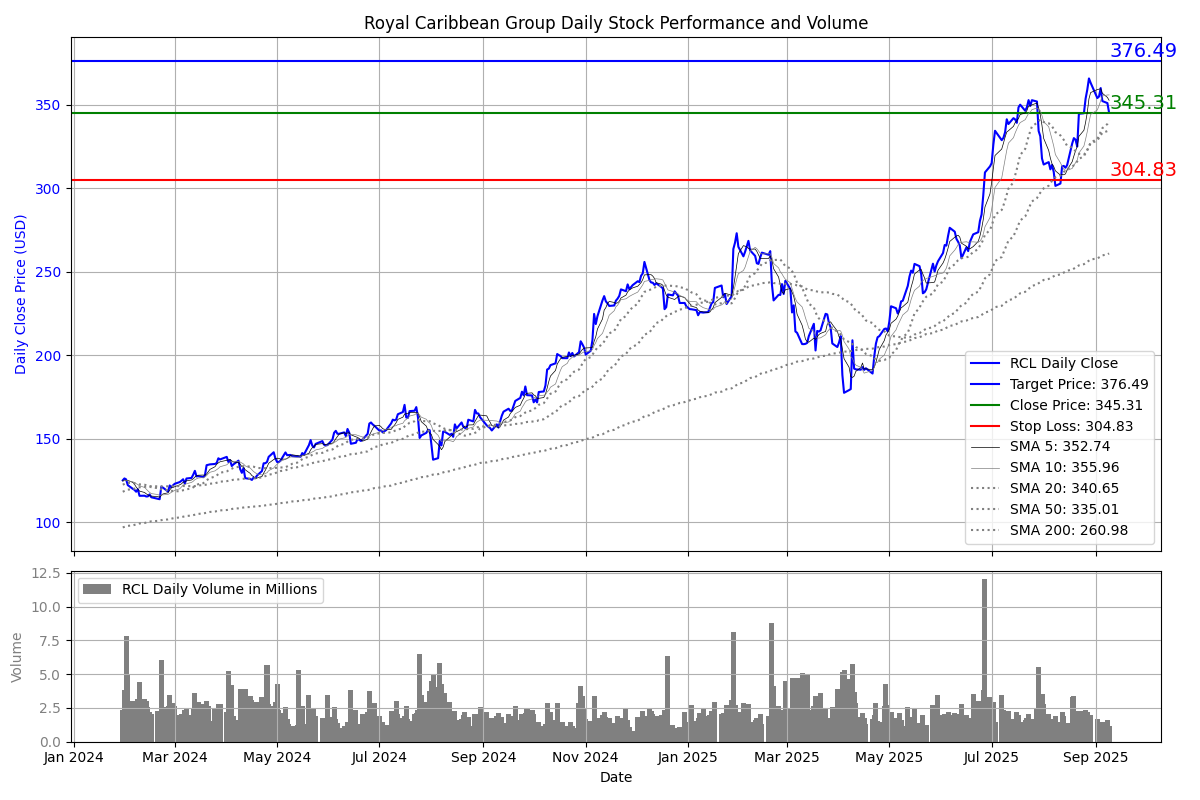 Royal Caribbean Group Daily Stock Performance and Volume
376.49
345.31
304.83
350
300
250
200
150
100
Daily Close Price (USD)
RCL Daily Close
Target Price: 376.49
Close Price: 345.31
Stop Loss: 304.83
SMA 5: 352.74
SMA 10: 355.96
SMA 20: 340.65
SMA 50: 335.01
SMA 200: 260.98
12.5
10.0
7.5
5.0
2.5
0.0
Volume
RCL Daily Volume in Millions
Jan 2024 Mar 2024 May 2024 Jul 2024 Sep 2024 Nov 2024 Jan 2025 Mar 2025 May 2025 Jul 2025 Sep 2025
Date